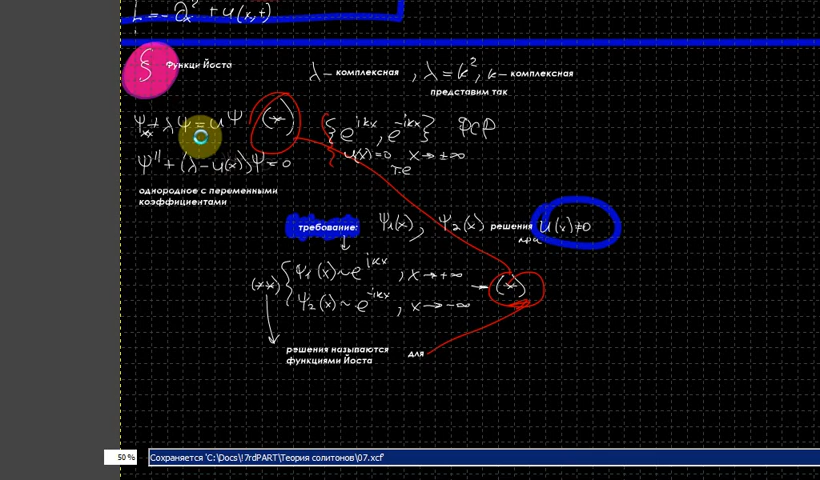 L = -∂x² + u(x,t)
§ Функци Йоста
λ – комплексная , λ = k², k – комплексная
представим так
Ψxx + λΨ = uΨ (*) {e^ikx, e^-ikx} ФСР
Ψ'' + (λ - u(x))Ψ = 0 u(x)=0 x → ±∞
т.е
однородное с переменными
коэффициентами
требование: Ψ₁(x), Ψ₂(x) решения u(x)≠0
при
(**) { Ψ₁(x) ~ e^ikx, x → +∞
Ψ₂(x) ~ e^-ikx, x → -∞ → (*)
решения называются для
функциями Йоста
50 % Сохраняется 'C:\Docs\!7rdPART\Теория солитонов\07.xcf'